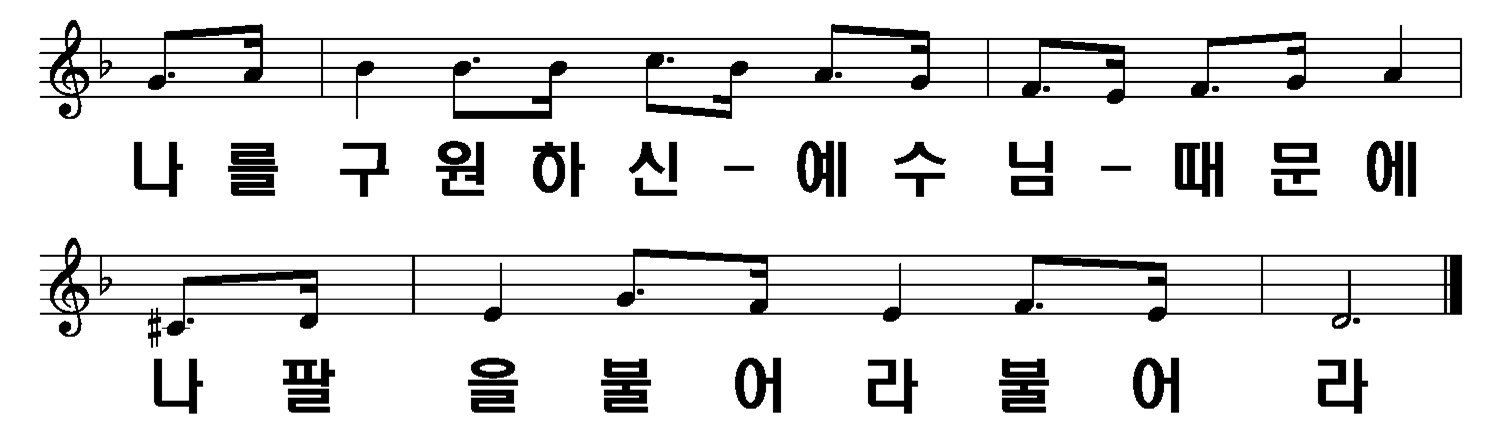 나 를 구 원 하 신 - 예 수 님 - 때 문 에
나 팔 을 불 어 라 불 어 라